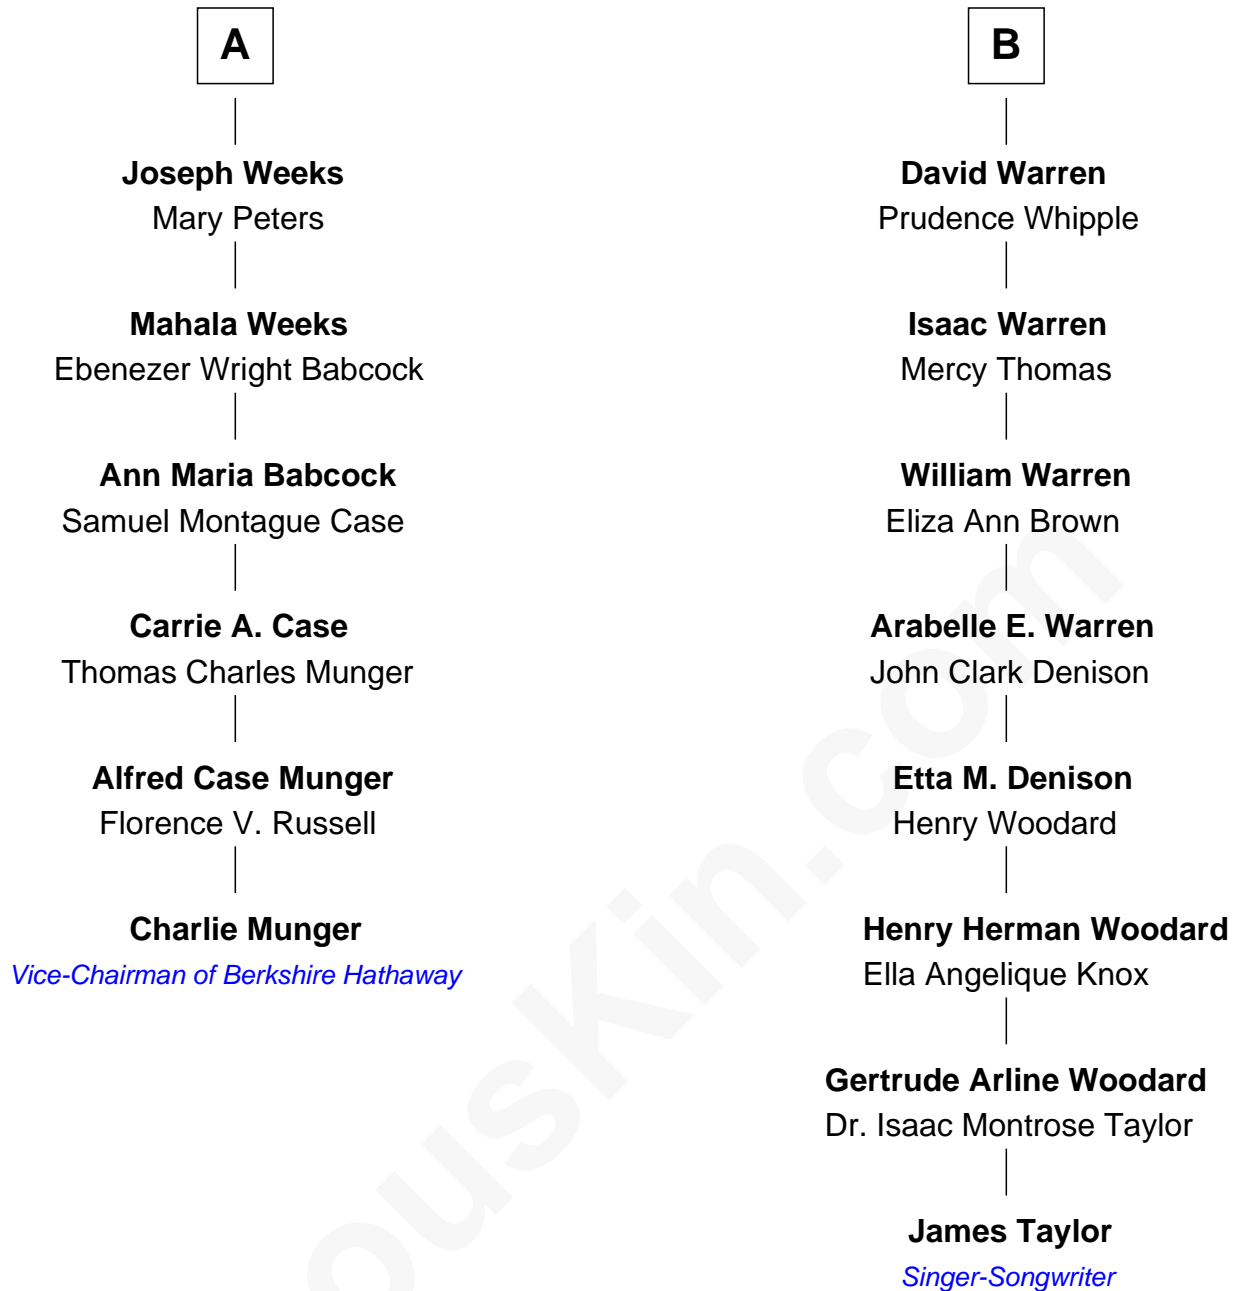 A
Joseph Weeks
Mary Peters
Mahala Weeks
Ebenezer Wright Babcock
Ann Maria Babcock
Samuel Montague Case
Carrie A. Case
Thomas Charles Munger
Alfred Case Munger
Florence V. Russell
Charlie Munger
Vice-Chairman of Berkshire Hathaway
B
David Warren
Prudence Whipple
Isaac Warren
Mercy Thomas
William Warren
Eliza Ann Brown
Arabelle E. Warren
John Clark Denison
Etta M. Denison
Henry Woodard
Henry Herman Woodard
Ella Angelique Knox
Gertrude Arline Woodard
Dr. Isaac Montrose Taylor
James Taylor
Singer-Songwriter
ousKin.com